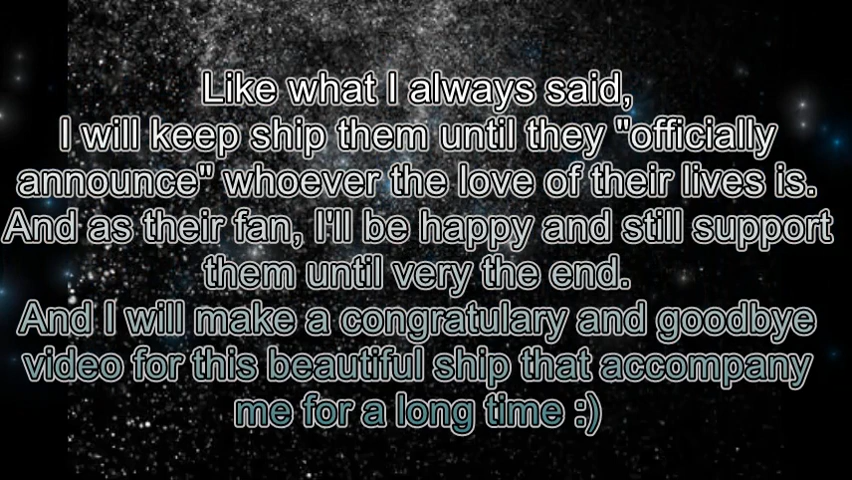 Like what I always said,
I will keep ship them until they "officially
announce" whoever the love of their lives is.
And as their fan, I'll be happy and still support
them until very the end.
And I will make a congratulary and goodbye
video for this beautiful ship that accompany
me for a long time :)